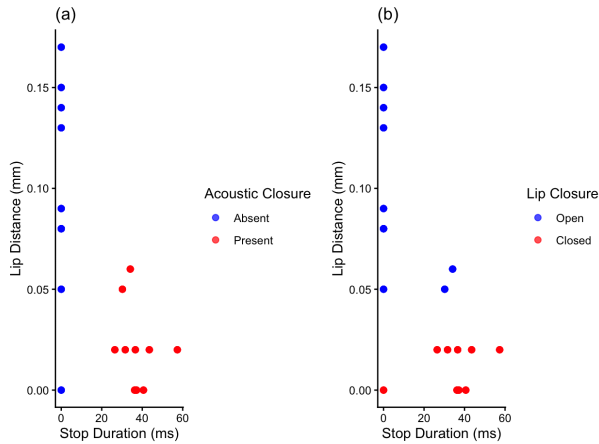 (a)
Lip Distance (mm)
0.15
0.10
0.05
0.00
0
20
40
60
Stop Duration (ms)
Acoustic Closure
Absent
Present
(b)
Lip Distance (mm)
0.15
0.10
0.05
0.00
0
20
40
60
Stop Duration (ms)
Lip Closure
Open
Closed